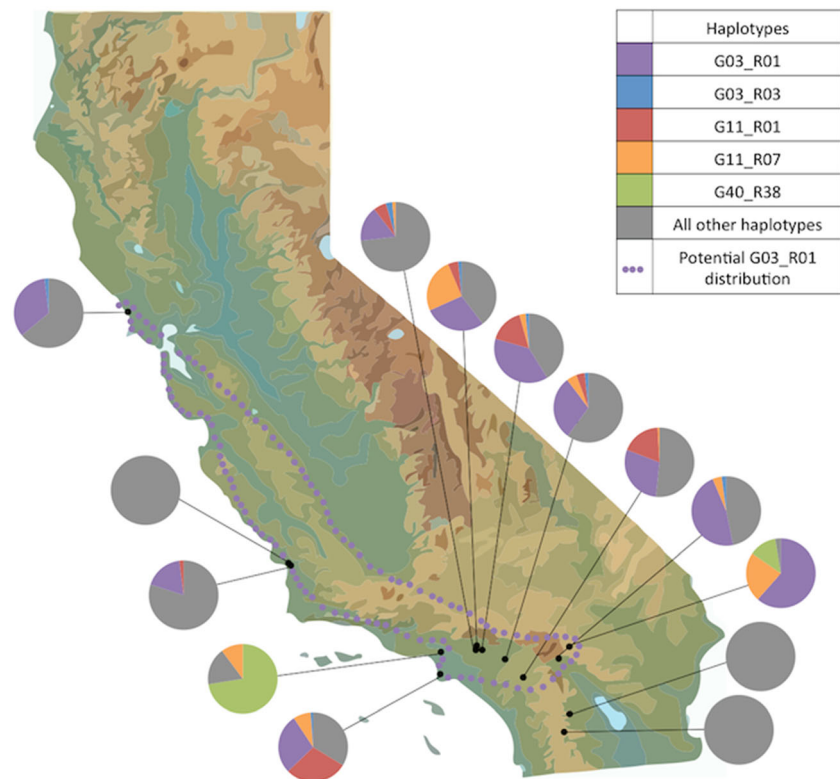 Haplotypes
G03_R01
G03_R03
G11_R01
G11_R07
G40_R38
All other haplotypes
Potential G03_R01
distribution